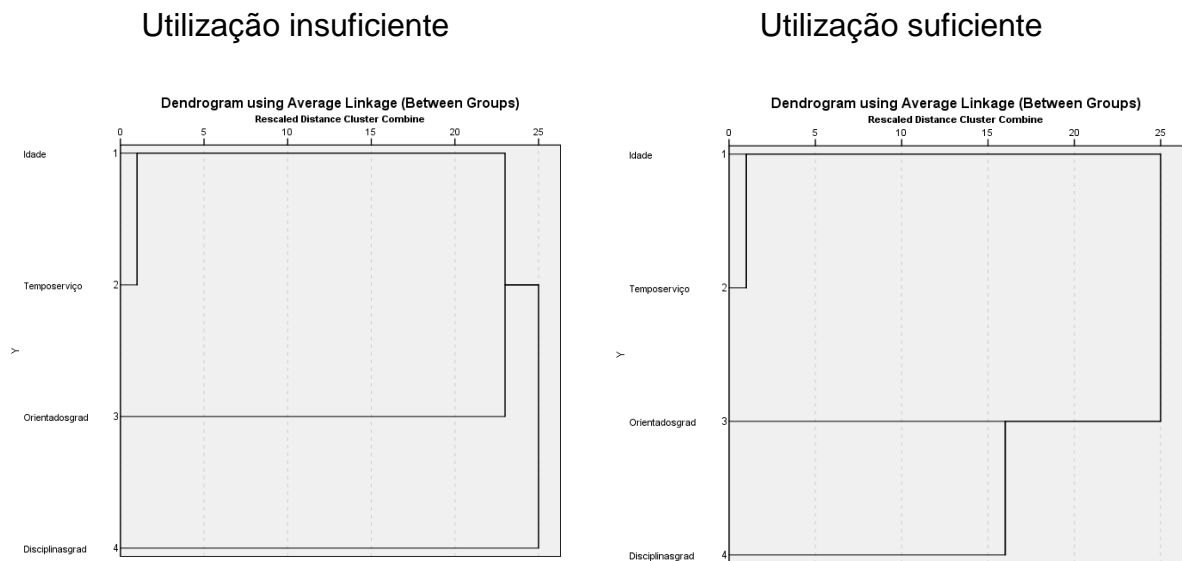 Utilização insuficiente
Dendrogram using Average Linkage (Between Groups)
Rescaled Distance Cluster Combine
0 5 10 15 20 25
Idade 1
Temposerviço 2
Y
Orientadosgrad 3
Disciplinasgrad 4
Utilização suficiente
Dendrogram using Average Linkage (Between Groups)
Rescaled Distance Cluster Combine
0 5 10 15 20 25
Idade 1
Temposerviço 2
Y
Orientadosgrad 3
Disciplinasgrad 4